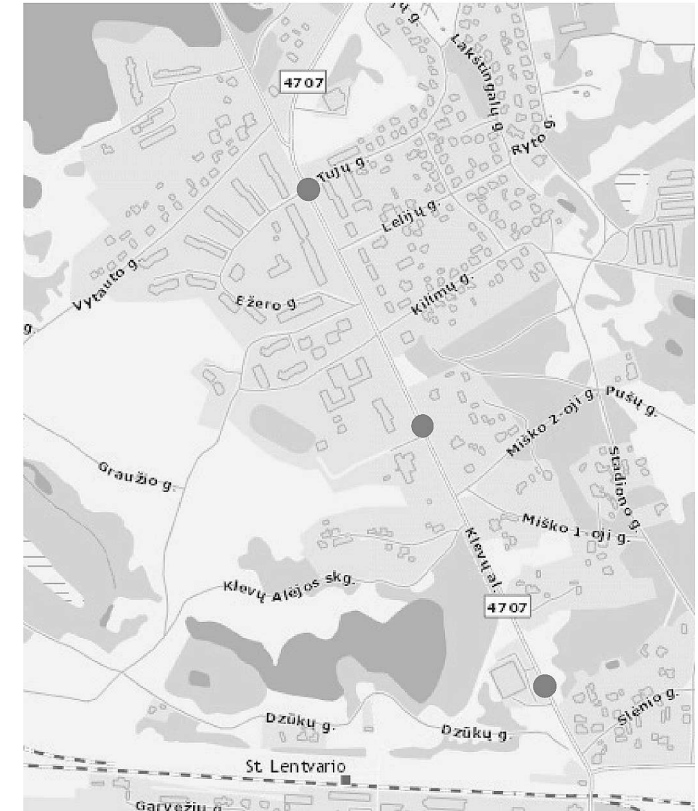 ų g.
Lakštingalų g.
4707
Ryto g.
Tujų g.
Lelijų g.
Vytauto g.
Ežero g
Kilimų g.
g.
Miško 2-oji g.
Pušų g.
Graužio g.
Stadiono g.
Miško 1-oji g.
Klevų al.
Klevų Alėjos skg.
4707
Slėnio g.
Dzūkų g.
Dzūkų g.
St. Lentvario
Garvežių g.